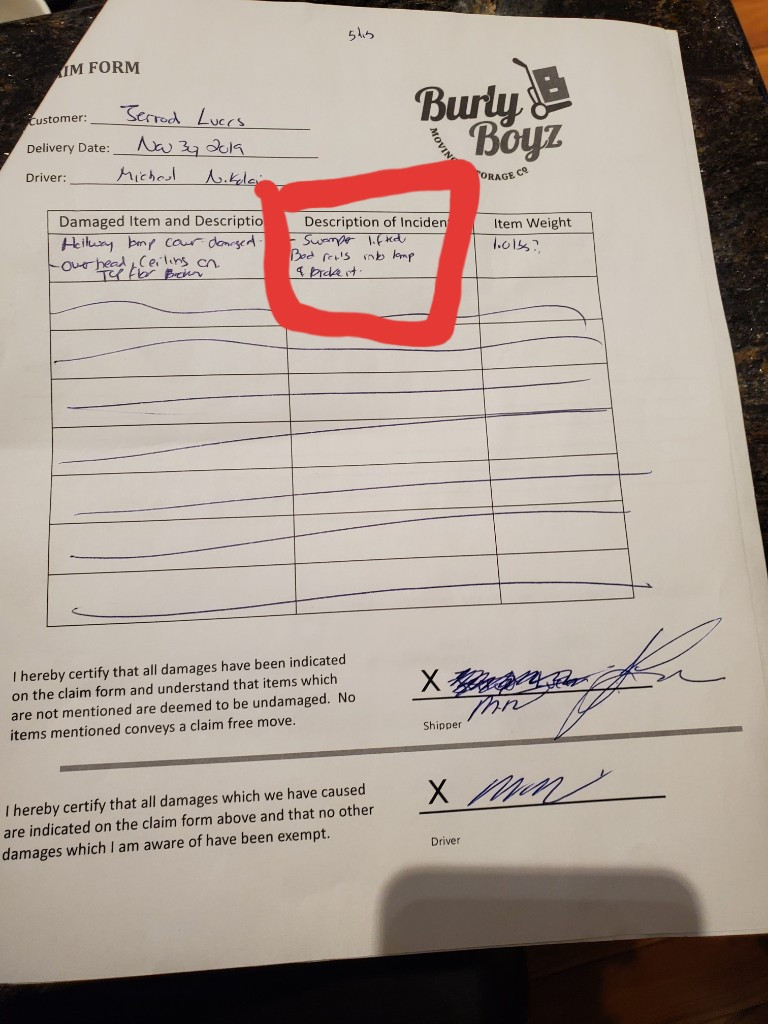 5hrs
IM FORM
Burly
Boyz
MOVING
ORAGE CO
Customer: Jerrod
Delivery Date: Nov 30 2019
Driver: Michael Nikolai
Damaged Item and Descriptio Description of Inciden Item Weight
Hallway lamp cover damaged. - Swamper lifted 1.0lbs?
- overhead, Ceiling on Bed rails into lamp
Top floor Broken & Broke it.
I hereby certify that all damages have been indicated
on the claim form and understand that items which
are not mentioned are deemed to be undamaged. No
items mentioned conveys a claim free move.
X
Shipper
I hereby certify that all damages which we have caused
are indicated on the claim form above and that no other
damages which I am aware of have been exempt.
X
Driver